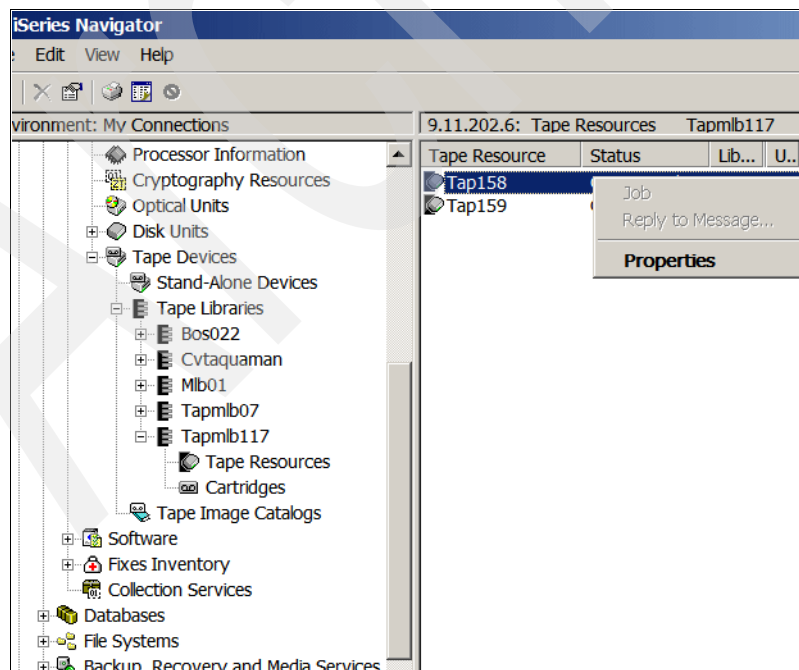 iSeries Navigator
Edit View Help
vironment: My Connections
9.11.202.6: Tape Resources Tapmlb117
Processor Information
Cryptography Resources
Optical Units
Disk Units
Tape Devices
Stand-Alone Devices
Tape Libraries
Bos022
Cvtaquaman
Mlb01
Tapmlb07
Tapmlb117
Tape Resources
Cartridges
Tape Image Catalogs
Software
Fixes Inventory
Collection Services
Databases
File Systems
Backup, Recovery and Media Services
Tape Resource Status Lib... U...
Tap158
Tap159
Job
Reply to Message...
Properties